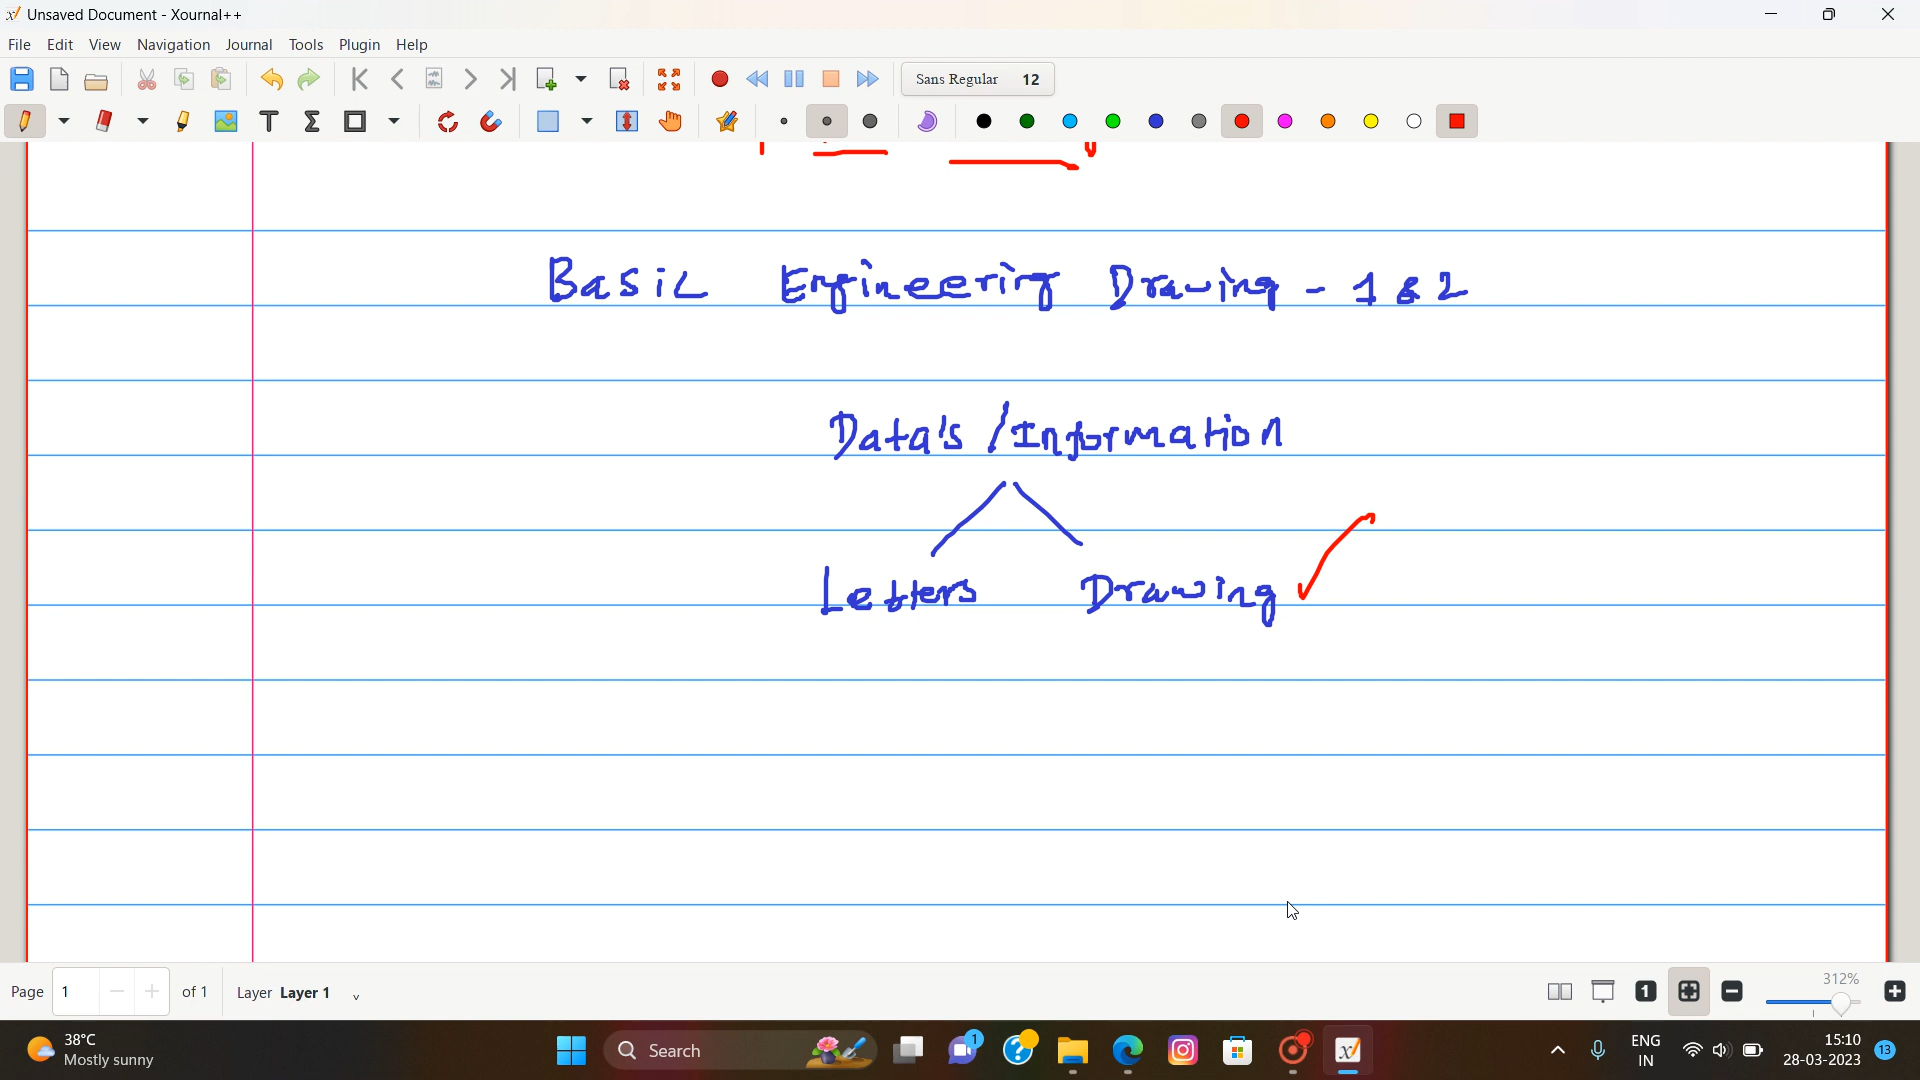 Unsaved Document - Xournal++
File Edit View Navigation Journal Tools Plugin Help
Sans Regular 12
Basic Engineering Drawing - 1 & 2
Data's / Information
Letters Drawing
Page 1 of 1 Layer Layer 1 312%
38°C
Mostly sunny
Search
1
ENG
IN
15:10
28-03-2023
13